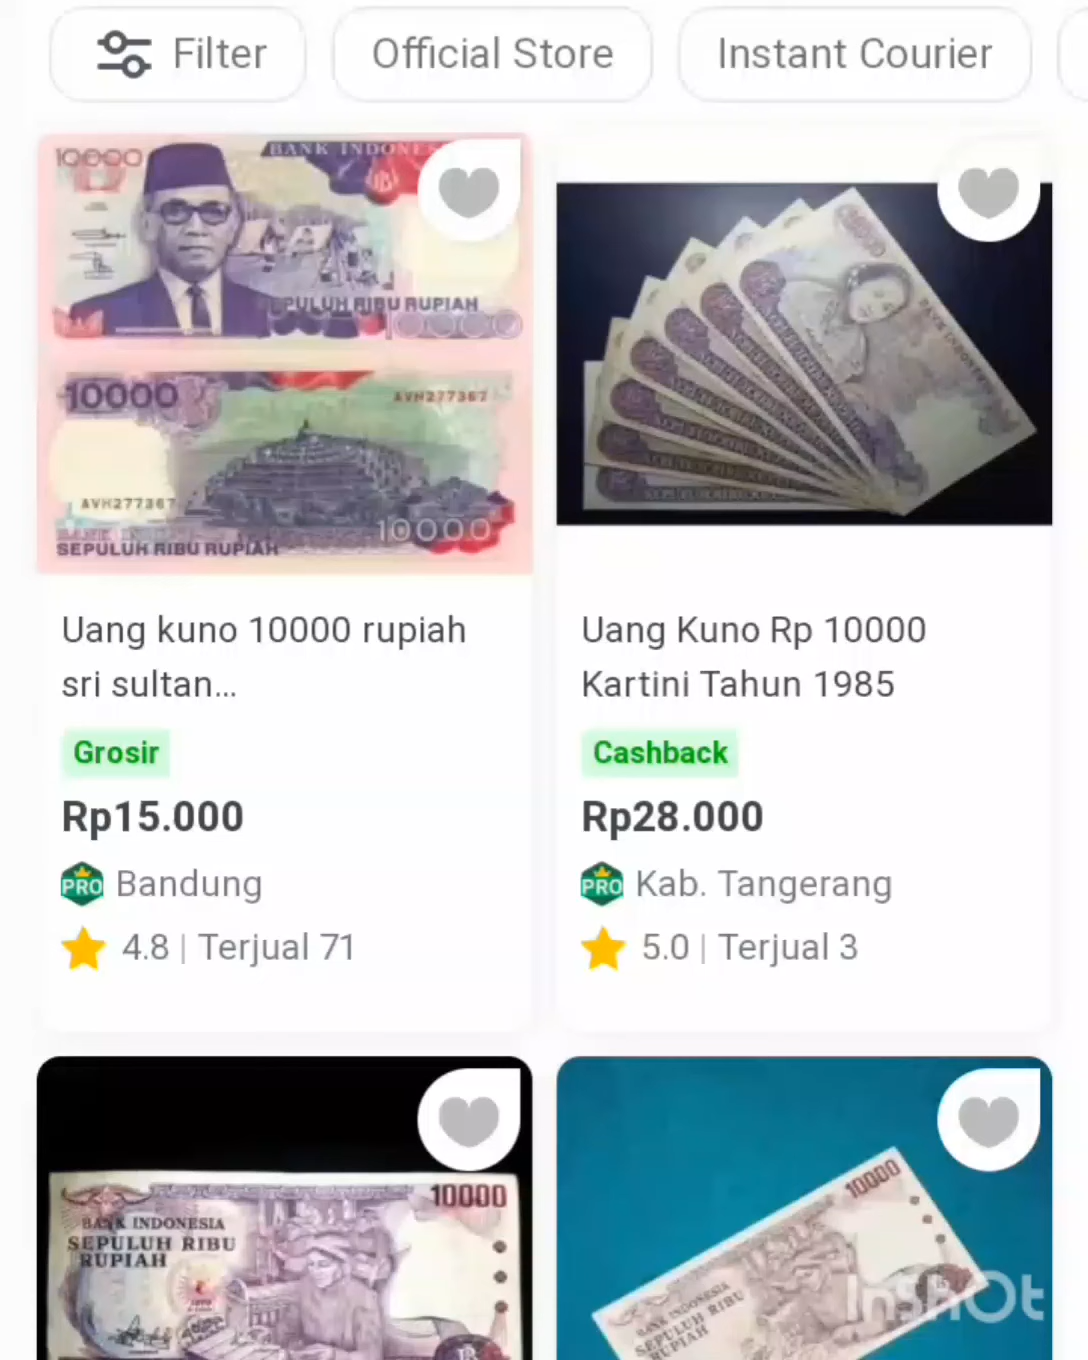 Filter
Official Store
Instant Courier
10000
BANK INDONES
SEPULUH RIBU RUPIAH
10000
10000
AVH277367
AVH277367
10000
SEPULUH RIBU RUPIAH
Uang kuno 10000 rupiah
sri sultan...
Grosir
Rp15.000
PRO Bandung
4.8 | Terjual 71
Uang Kuno Rp 10000
Kartini Tahun 1985
Cashback
Rp28.000
PRO Kab. Tangerang
5.0 | Terjual 3
10000
BANK INDONESIA
SEPULUH RIBU
RUPIAH
10000
BANK INDONESIA
SEPULUH RIBU
RUPIAH
InShOt